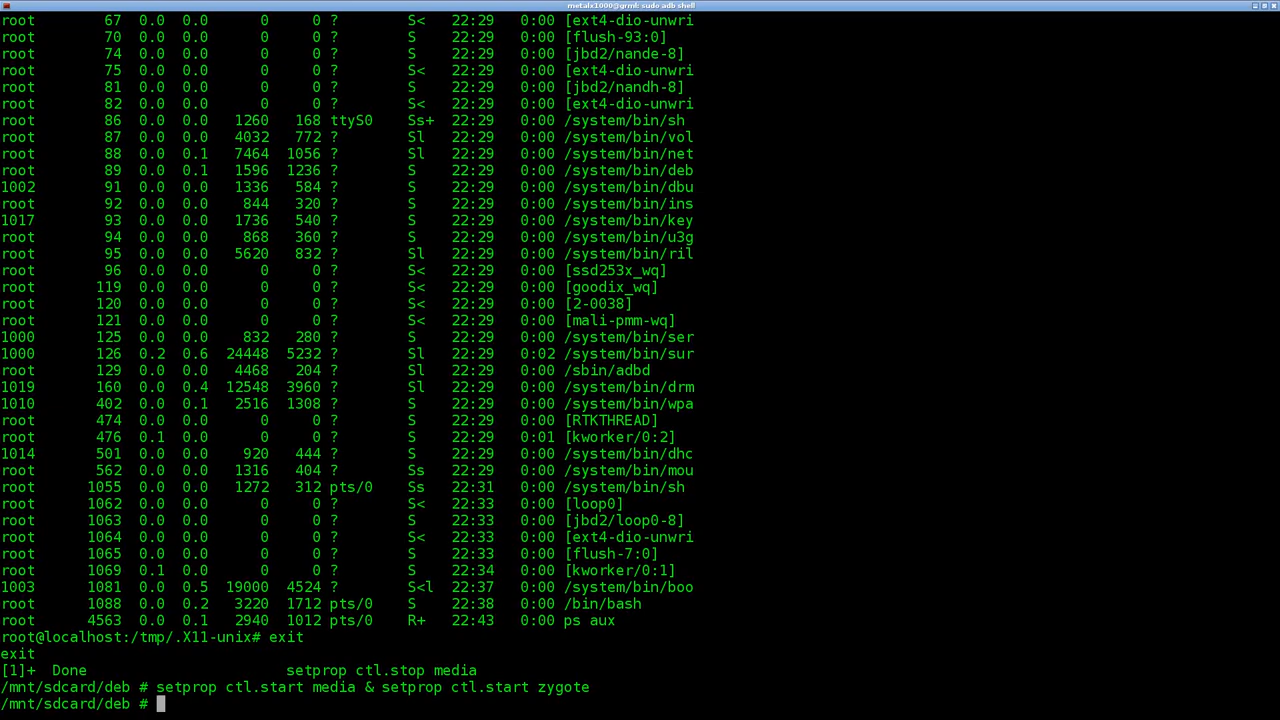 metalx1000@grml: sudo adb shell
root 67 0.0 0.0 0 0 ? S< 22:29 0:00 [ext4-dio-unwri
root 70 0.0 0.0 0 0 ? S 22:29 0:00 [flush-93:0]
root 74 0.0 0.0 0 0 ? S 22:29 0:00 [jbd2/nande-8]
root 75 0.0 0.0 0 0 ? S< 22:29 0:00 [ext4-dio-unwri
root 81 0.0 0.0 0 0 ? S 22:29 0:00 [jbd2/nandh-8]
root 82 0.0 0.0 0 0 ? S< 22:29 0:00 [ext4-dio-unwri
root 86 0.0 0.0 1260 168 ttyS0 Ss+ 22:29 0:00 /system/bin/sh
root 87 0.0 0.0 4032 772 ? Sl 22:29 0:00 /system/bin/vol
root 88 0.0 0.1 7464 1056 ? Sl 22:29 0:00 /system/bin/net
root 89 0.0 0.1 1596 1236 ? S 22:29 0:00 /system/bin/deb
1002 91 0.0 0.0 1336 584 ? S 22:29 0:00 /system/bin/dbu
root 92 0.0 0.0 844 320 ? S 22:29 0:00 /system/bin/ins
1017 93 0.0 0.0 1736 540 ? S 22:29 0:00 /system/bin/key
root 94 0.0 0.0 868 360 ? S 22:29 0:00 /system/bin/u3g
root 95 0.0 0.0 5620 832 ? Sl 22:29 0:00 /system/bin/ril
root 96 0.0 0.0 0 0 ? S< 22:29 0:00 [ssd253x_wq]
root 119 0.0 0.0 0 0 ? S< 22:29 0:00 [goodix_wq]
root 120 0.0 0.0 0 0 ? S< 22:29 0:00 [2-0038]
root 121 0.0 0.0 0 0 ? S< 22:29 0:00 [mali-pmm-wq]
1000 125 0.0 0.0 832 280 ? S 22:29 0:00 /system/bin/ser
1000 126 0.2 0.6 24448 5232 ? Sl 22:29 0:02 /system/bin/sur
root 129 0.0 0.0 4468 204 ? Sl 22:29 0:00 /sbin/adbd
1019 160 0.0 0.4 12548 3960 ? Sl 22:29 0:00 /system/bin/drm
1010 402 0.0 0.1 2516 1308 ? S 22:29 0:00 /system/bin/wpa
root 474 0.0 0.0 0 0 ? S 22:29 0:00 [RTKTHREAD]
root 476 0.1 0.0 0 0 ? S 22:29 0:01 [kworker/0:2]
1014 501 0.0 0.0 920 444 ? S 22:29 0:00 /system/bin/dhc
root 562 0.0 0.0 1316 404 ? Ss 22:29 0:00 /system/bin/mou
root 1055 0.0 0.0 1272 312 pts/0 Ss 22:31 0:00 /system/bin/sh
root 1062 0.0 0.0 0 0 ? S< 22:33 0:00 [loop0]
root 1063 0.0 0.0 0 0 ? S 22:33 0:00 [jbd2/loop0-8]
root 1064 0.0 0.0 0 0 ? S< 22:33 0:00 [ext4-dio-unwri
root 1065 0.0 0.0 0 0 ? S 22:33 0:00 [flush-7:0]
root 1069 0.1 0.0 0 0 ? S 22:34 0:00 [kworker/0:1]
1003 1081 0.0 0.5 19000 4524 ? S<l 22:37 0:00 /system/bin/boo
root 1088 0.0 0.2 3220 1712 pts/0 S 22:38 0:00 /bin/bash
root 4563 0.0 0.1 2940 1012 pts/0 R+ 22:43 0:00 ps aux
root@localhost:/tmp/.X11-unix# exit
exit
[1]+ Done setprop ctl.stop media
/mnt/sdcard/deb # setprop ctl.start media & setprop ctl.start zygote
/mnt/sdcard/deb #